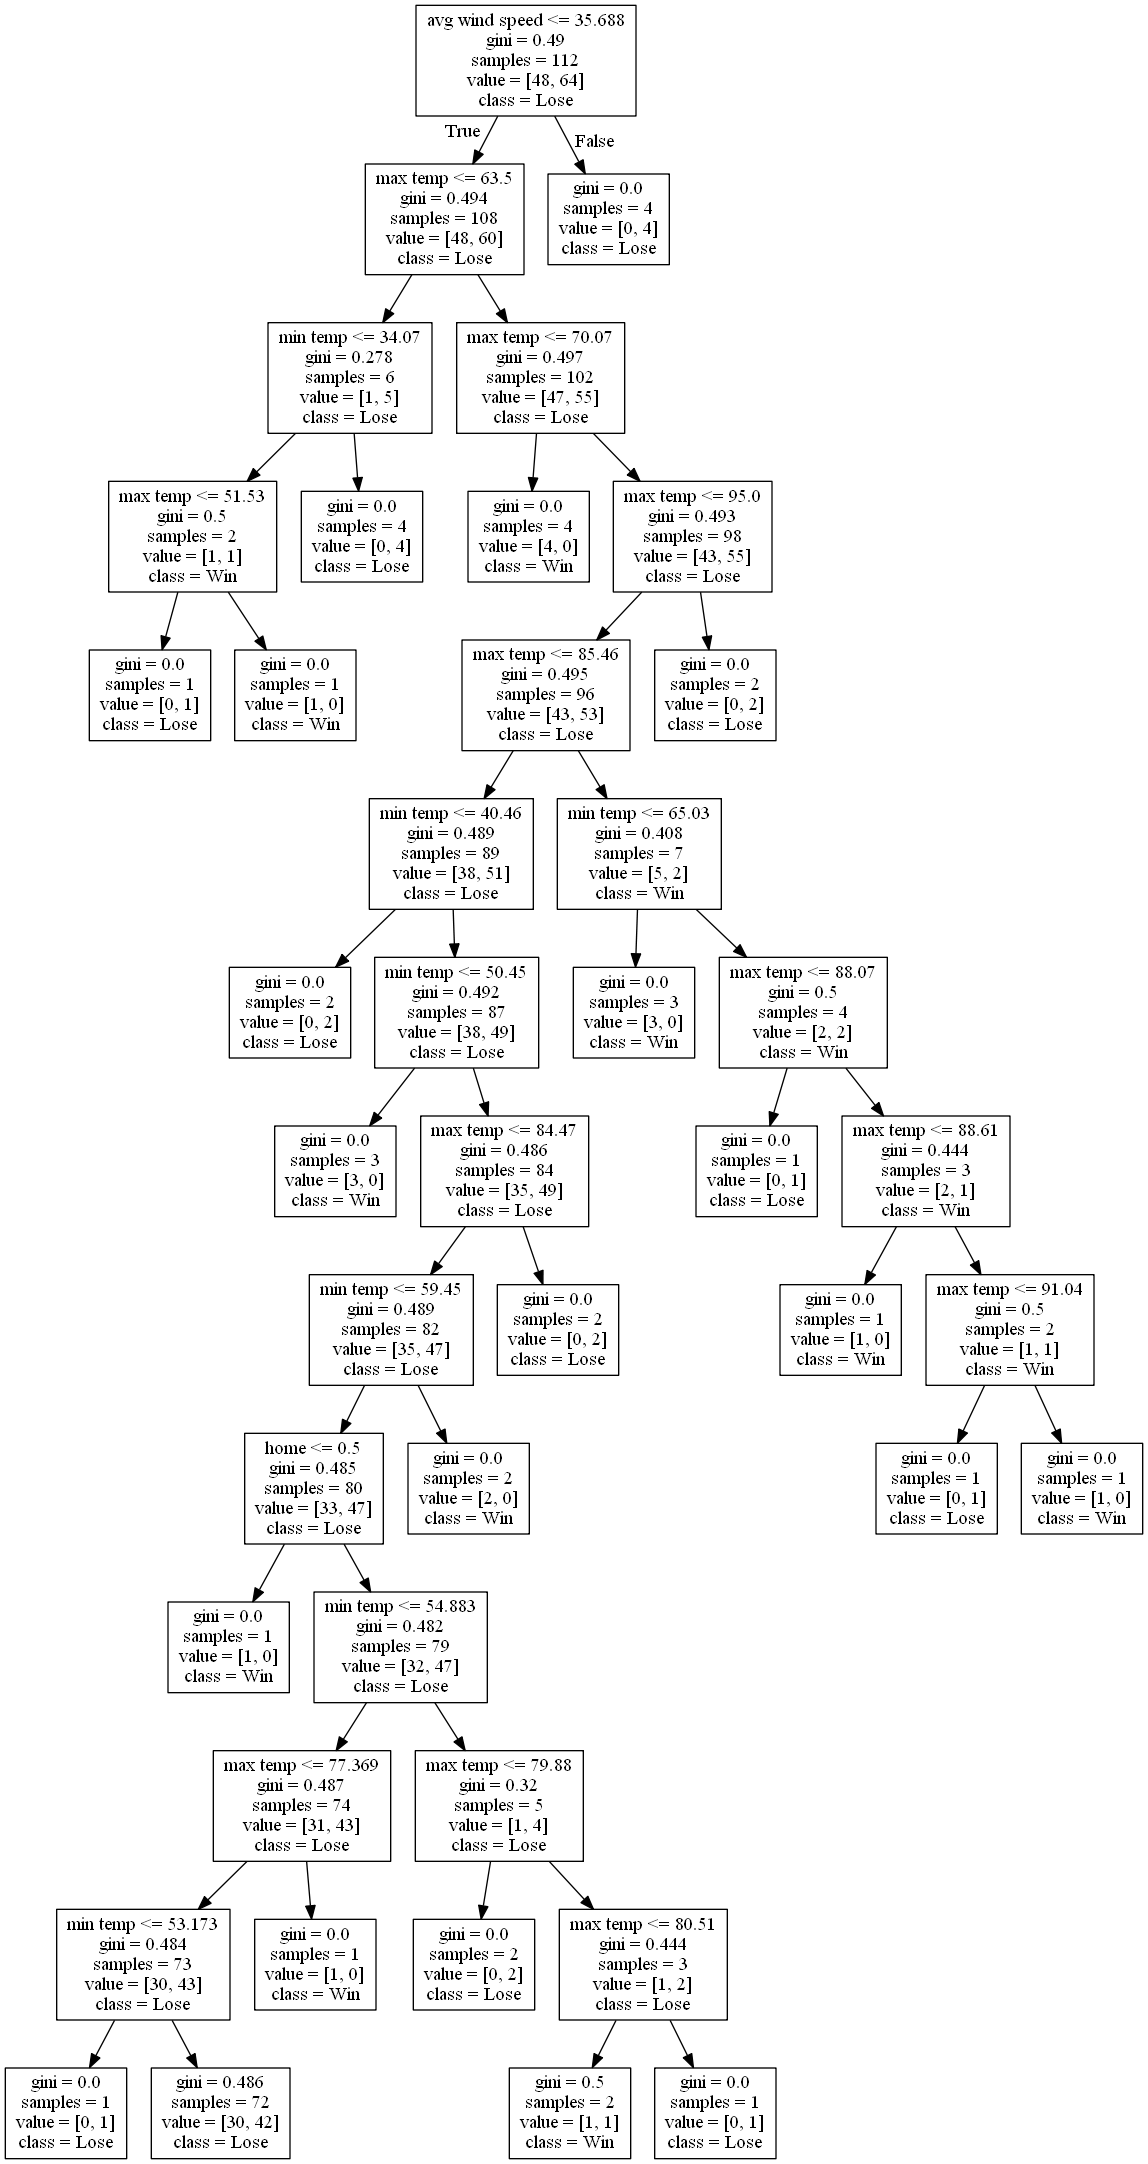 avg wind speed <= 35.688
gini = 0.49
samples = 112
value = [48, 64]
class = Lose
True
False
max temp <= 63.5
gini = 0.494
samples = 108
value = [48, 60]
class = Lose
gini = 0.0
samples = 4
value = [0, 4]
class = Lose
min temp <= 34.07
gini = 0.278
samples = 6
value = [1, 5]
class = Lose
max temp <= 70.07
gini = 0.497
samples = 102
value = [47, 55]
class = Lose
max temp <= 51.53
gini = 0.5
samples = 2
value = [1, 1]
class = Win
gini = 0.0
samples = 4
value = [0, 4]
class = Lose
gini = 0.0
samples = 4
value = [4, 0]
class = Win
max temp <= 95.0
gini = 0.493
samples = 98
value = [43, 55]
class = Lose
gini = 0.0
samples = 1
value = [0, 1]
class = Lose
gini = 0.0
samples = 1
value = [1, 0]
class = Win
max temp <= 85.46
gini = 0.495
samples = 96
value = [43, 53]
class = Lose
gini = 0.0
samples = 2
value = [0, 2]
class = Lose
min temp <= 40.46
gini = 0.489
samples = 89
value = [38, 51]
class = Lose
min temp <= 65.03
gini = 0.408
samples = 7
value = [5, 2]
class = Win
gini = 0.0
samples = 2
value = [0, 2]
class = Lose
min temp <= 50.45
gini = 0.492
samples = 87
value = [38, 49]
class = Lose
gini = 0.0
samples = 3
value = [3, 0]
class = Win
max temp <= 88.07
gini = 0.5
samples = 4
value = [2, 2]
class = Win
gini = 0.0
samples = 3
value = [3, 0]
class = Win
max temp <= 84.47
gini = 0.486
samples = 84
value = [35, 49]
class = Lose
gini = 0.0
samples = 1
value = [0, 1]
class = Lose
max temp <= 88.61
gini = 0.444
samples = 3
value = [2, 1]
class = Win
min temp <= 59.45
gini = 0.489
samples = 82
value = [35, 47]
class = Lose
gini = 0.0
samples = 2
value = [0, 2]
class = Lose
gini = 0.0
samples = 1
value = [1, 0]
class = Win
max temp <= 91.04
gini = 0.5
samples = 2
value = [1, 1]
class = Win
home <= 0.5
gini = 0.485
samples = 80
value = [33, 47]
class = Lose
gini = 0.0
samples = 2
value = [2, 0]
class = Win
gini = 0.0
samples = 1
value = [0, 1]
class = Lose
gini = 0.0
samples = 1
value = [1, 0]
class = Win
gini = 0.0
samples = 1
value = [1, 0]
class = Win
min temp <= 54.883
gini = 0.482
samples = 79
value = [32, 47]
class = Lose
max temp <= 77.369
gini = 0.487
samples = 74
value = [31, 43]
class = Lose
max temp <= 79.88
gini = 0.32
samples = 5
value = [1, 4]
class = Lose
min temp <= 53.173
gini = 0.484
samples = 73
value = [30, 43]
class = Lose
gini = 0.0
samples = 1
value = [1, 0]
class = Win
gini = 0.0
samples = 2
value = [0, 2]
class = Lose
max temp <= 80.51
gini = 0.444
samples = 3
value = [1, 2]
class = Lose
gini = 0.0
samples = 1
value = [0, 1]
class = Lose
gini = 0.486
samples = 72
value = [30, 42]
class = Lose
gini = 0.5
samples = 2
value = [1, 1]
class = Win
gini = 0.0
samples = 1
value = [0, 1]
class = Lose